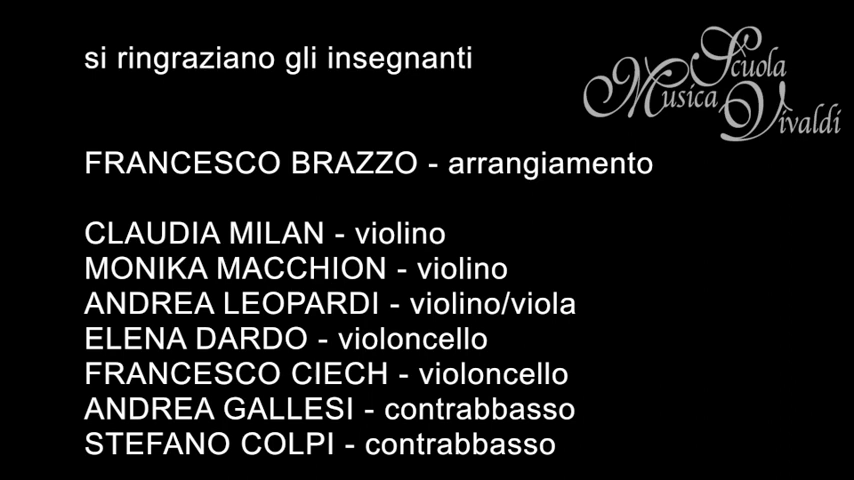 si ringraziano gli insegnanti
Scuola
Musica
Vivaldi
FRANCESCO BRAZZO - arrangiamento
CLAUDIA MILAN - violino
MONIKA MACCHION - violino
ANDREA LEOPARDI - violino/viola
ELENA DARDO - violoncello
FRANCESCO CIECH - violoncello
ANDREA GALLESI - contrabbasso
STEFANO COLPI - contrabbasso